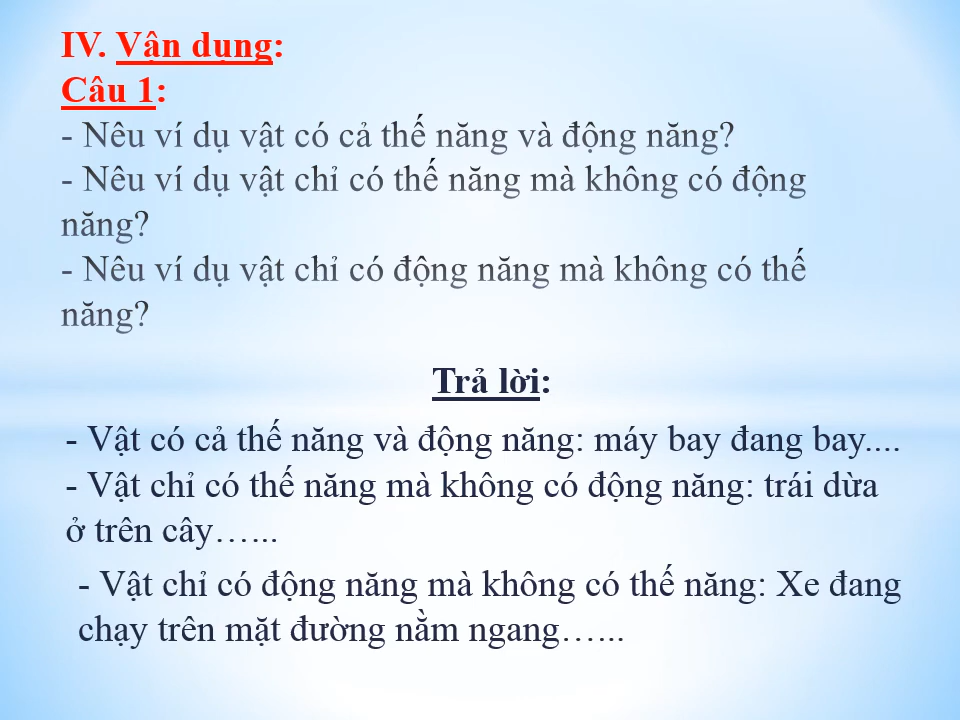 IV. Vận dụng:
Câu 1:
- Nêu ví dụ vật có cả thế năng và động năng?
- Nêu ví dụ vật chỉ có thế năng mà không có động
năng?
- Nêu ví dụ vật chỉ có động năng mà không có thế
năng?
Trả lời:
- Vật có cả thế năng và động năng: máy bay đang bay....
- Vật chỉ có thế năng mà không có động năng: trái dừa
ở trên cây…...
- Vật chỉ có động năng mà không có thế năng: Xe đang
chạy trên mặt đường nằm ngang…...